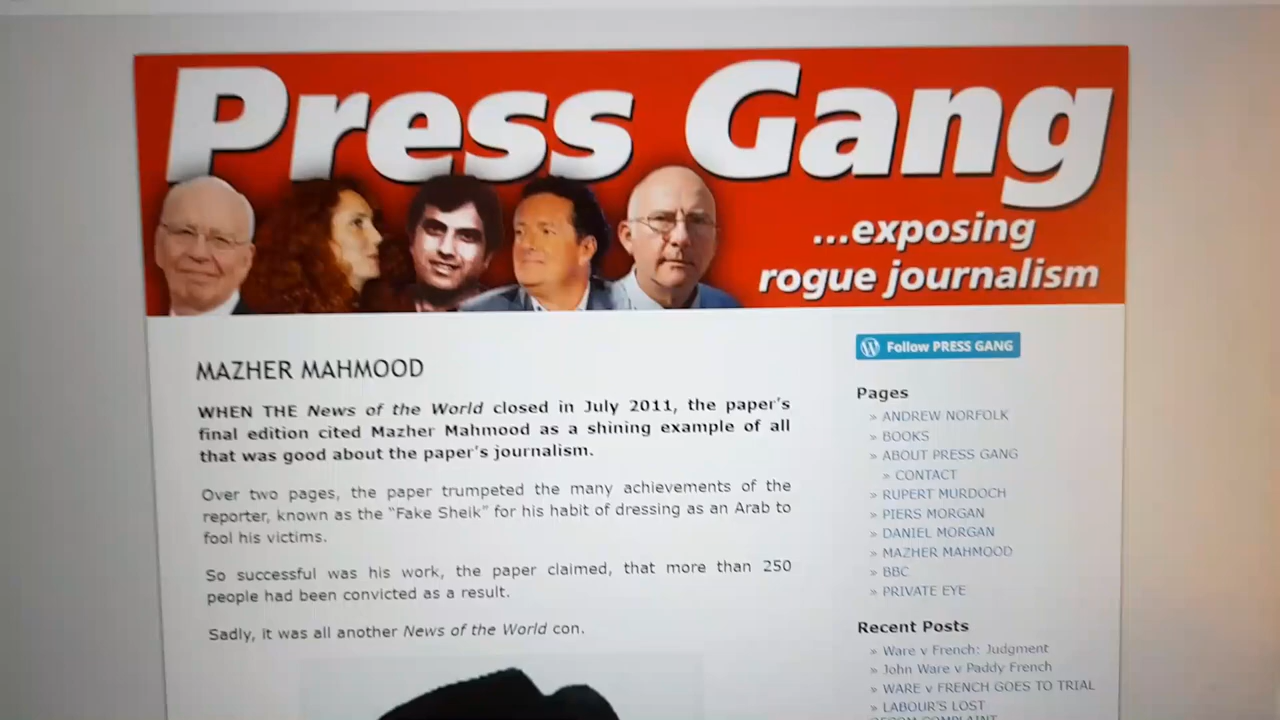 Press Gang
...exposing
rogue journalism
MAZHER MAHMOOD
WHEN THE News of the World closed in July 2011, the paper's
final edition cited Mazher Mahmood as a shining example of all
that was good about the paper's journalism.
Over two pages, the paper trumpeted the many achievements of the
reporter, known as the “Fake Sheik” for his habit of dressing as an Arab to
fool his victims.
So successful was his work, the paper claimed, that more than 250
people had been convicted as a result.
Sadly, it was all another News of the World con.
Follow PRESS GANG
Pages
» ANDREW NORFOLK
» BOOKS
» ABOUT PRESS GANG
» CONTACT
» RUPERT MURDOCH
» PIERS MORGAN
» DANIEL MORGAN
» MAZHER MAHMOOD
» BBC
» PRIVATE EYE
Recent Posts
» Ware v French: Judgment
» John Ware v Paddy French
» WARE v FRENCH GOES TO TRIAL
» LABOUR'S LOST
COMPLAINT